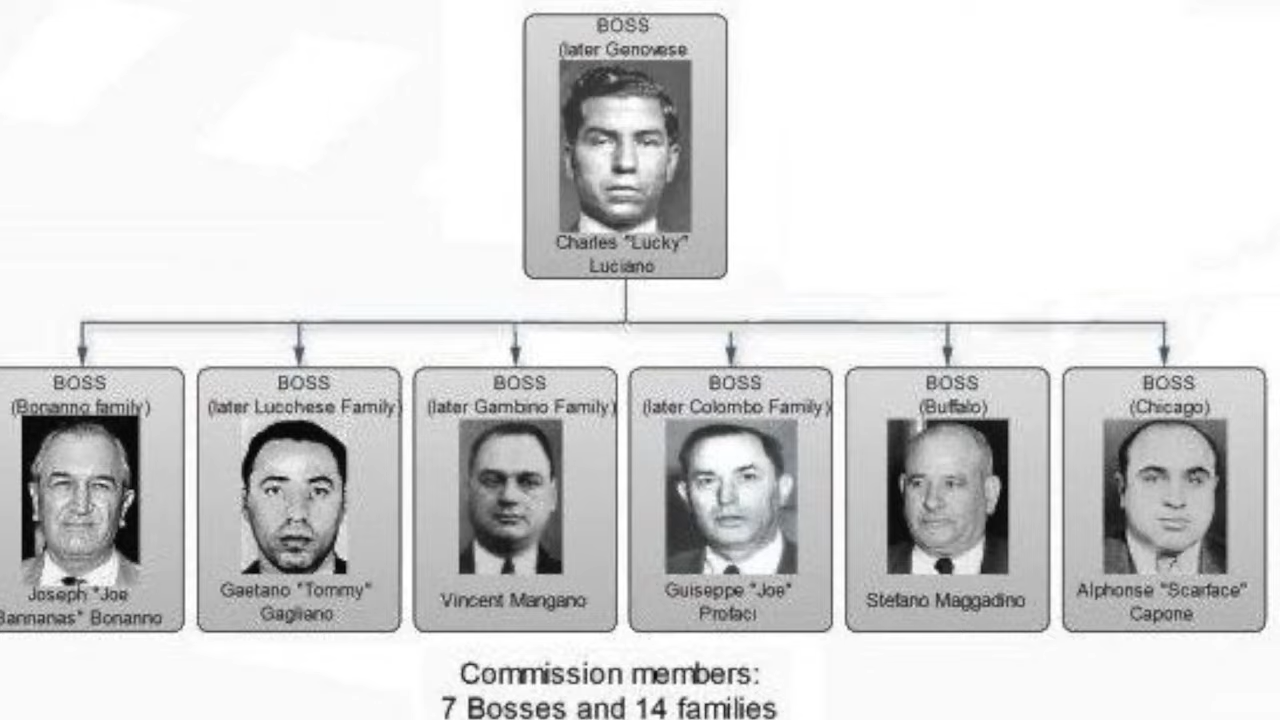 BOSS
(later Genovese
Charles "Lucky"
Luciano
BOSS
(Bonanno family)
Joseph "Joe
Bannanas" Bonanno
BOSS
(later Lucchese Family)
Gaetano "Tommy"
Gagliano
BOSS
(later Gambino Family)
Vincent Mangano
BOSS
(later Colombo Family)
Guiseppe "Joe"
Profaci
BOSS
(Buffalo)
Stefano Maggadino
BOSS
(Chicago)
Alphonse "Scarface"
Capone
Commission members:
7 Bosses and 14 families